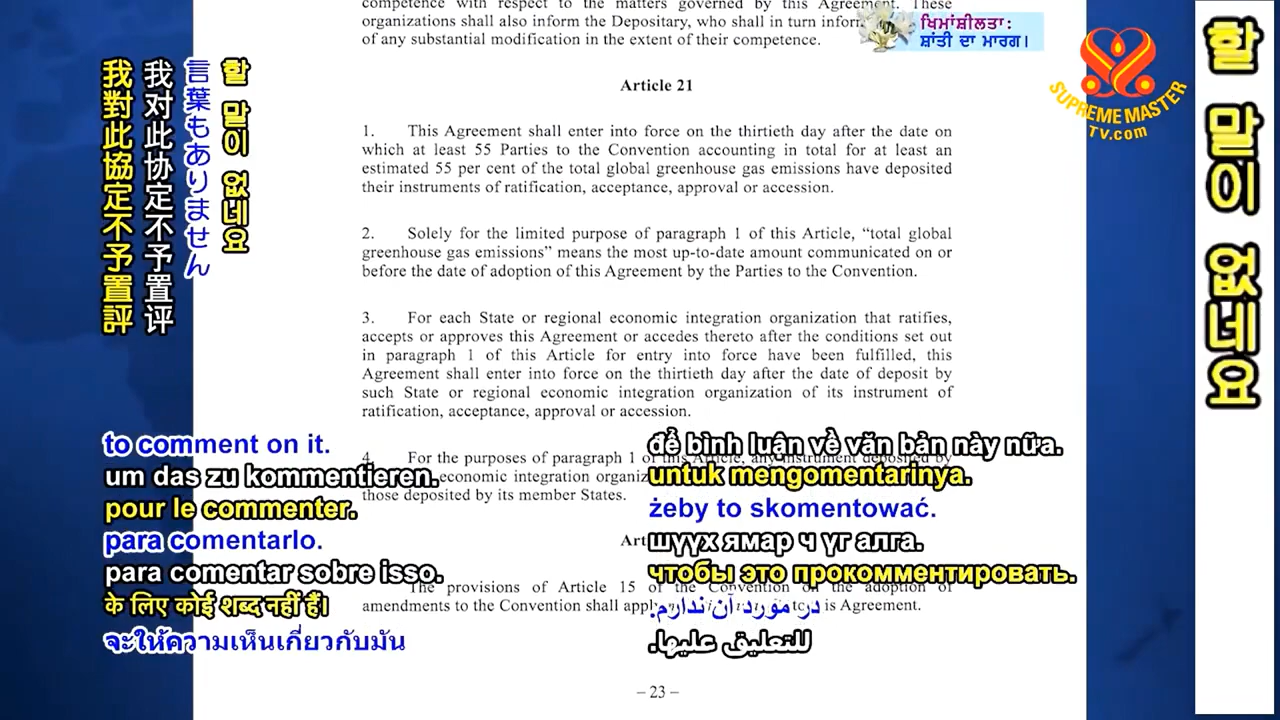 competence with respect to the matters governed by this Agreement. These
organizations shall also inform the Depositary, who shall in turn inform
of any substantial modification in the extent of their competence.
ਖਿਮਾਂਸ਼ੀਲਤਾ:
ਸ਼ਾਂਤੀ ਦਾ ਮਾਰਗ।
SUPREME MASTER
TV.com
할 말이 없네요
할 말이 없네요
言葉もありません
我对此协定不予置评
我對此協定不予置評
Article 21
1. This Agreement shall enter into force on the thirtieth day after the date on
which at least 55 Parties to the Convention accounting in total for at least an
estimated 55 per cent of the total global greenhouse gas emissions have deposited
their instruments of ratification, acceptance, approval or accession.
2. Solely for the limited purpose of paragraph 1 of this Article, “total global
greenhouse gas emissions” means the most up-to-date amount communicated on or
before the date of adoption of this Agreement by the Parties to the Convention.
3. For each State or regional economic integration organization that ratifies,
accepts or approves this Agreement or accedes thereto after the conditions set out
in paragraph 1 of this Article for entry into force have been fulfilled, this
Agreement shall enter into force on the thirtieth day after the date of deposit by
such State or regional economic integration organization of its instrument of
ratification, acceptance, approval or accession.
4. For the purposes of paragraph 1 of this Article, any instrument deposited by
economic integration
those deposited by its member States.
Art
The provisions of Article 15 of the Convention on the adoption of
amendments to the Convention shall apply this Agreement.
– 23 –
to comment on it.
um das zu kommentieren.
pour le commenter.
para comentarlo.
para comentar sobre isso.
के लिए कोई शब्द नहीं हैं।
จะให้ความเห็นเกี่ยวกับมัน
để bình luận về văn bản này nữa.
untuk mengomentarinya.
żeby to skomentować.
шүүх ямар ч үг алга.
чтобы это прокомментировать.
در مورد آن ندارم.
للتعليق عليها.